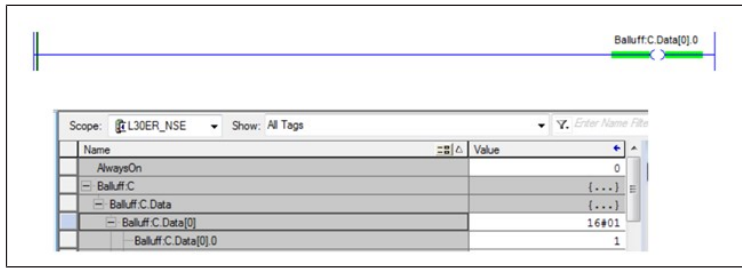 Balluff:C.Data[0].0
Scope: L30ER_NSE Show: All Tags Enter Name Filte
Name Value
AlwaysOn 0
Balluff:C {...}
Balluff:C.Data {...}
Balluff:C.Data[0] 16#01
Balluff:C.Data[0].0 1